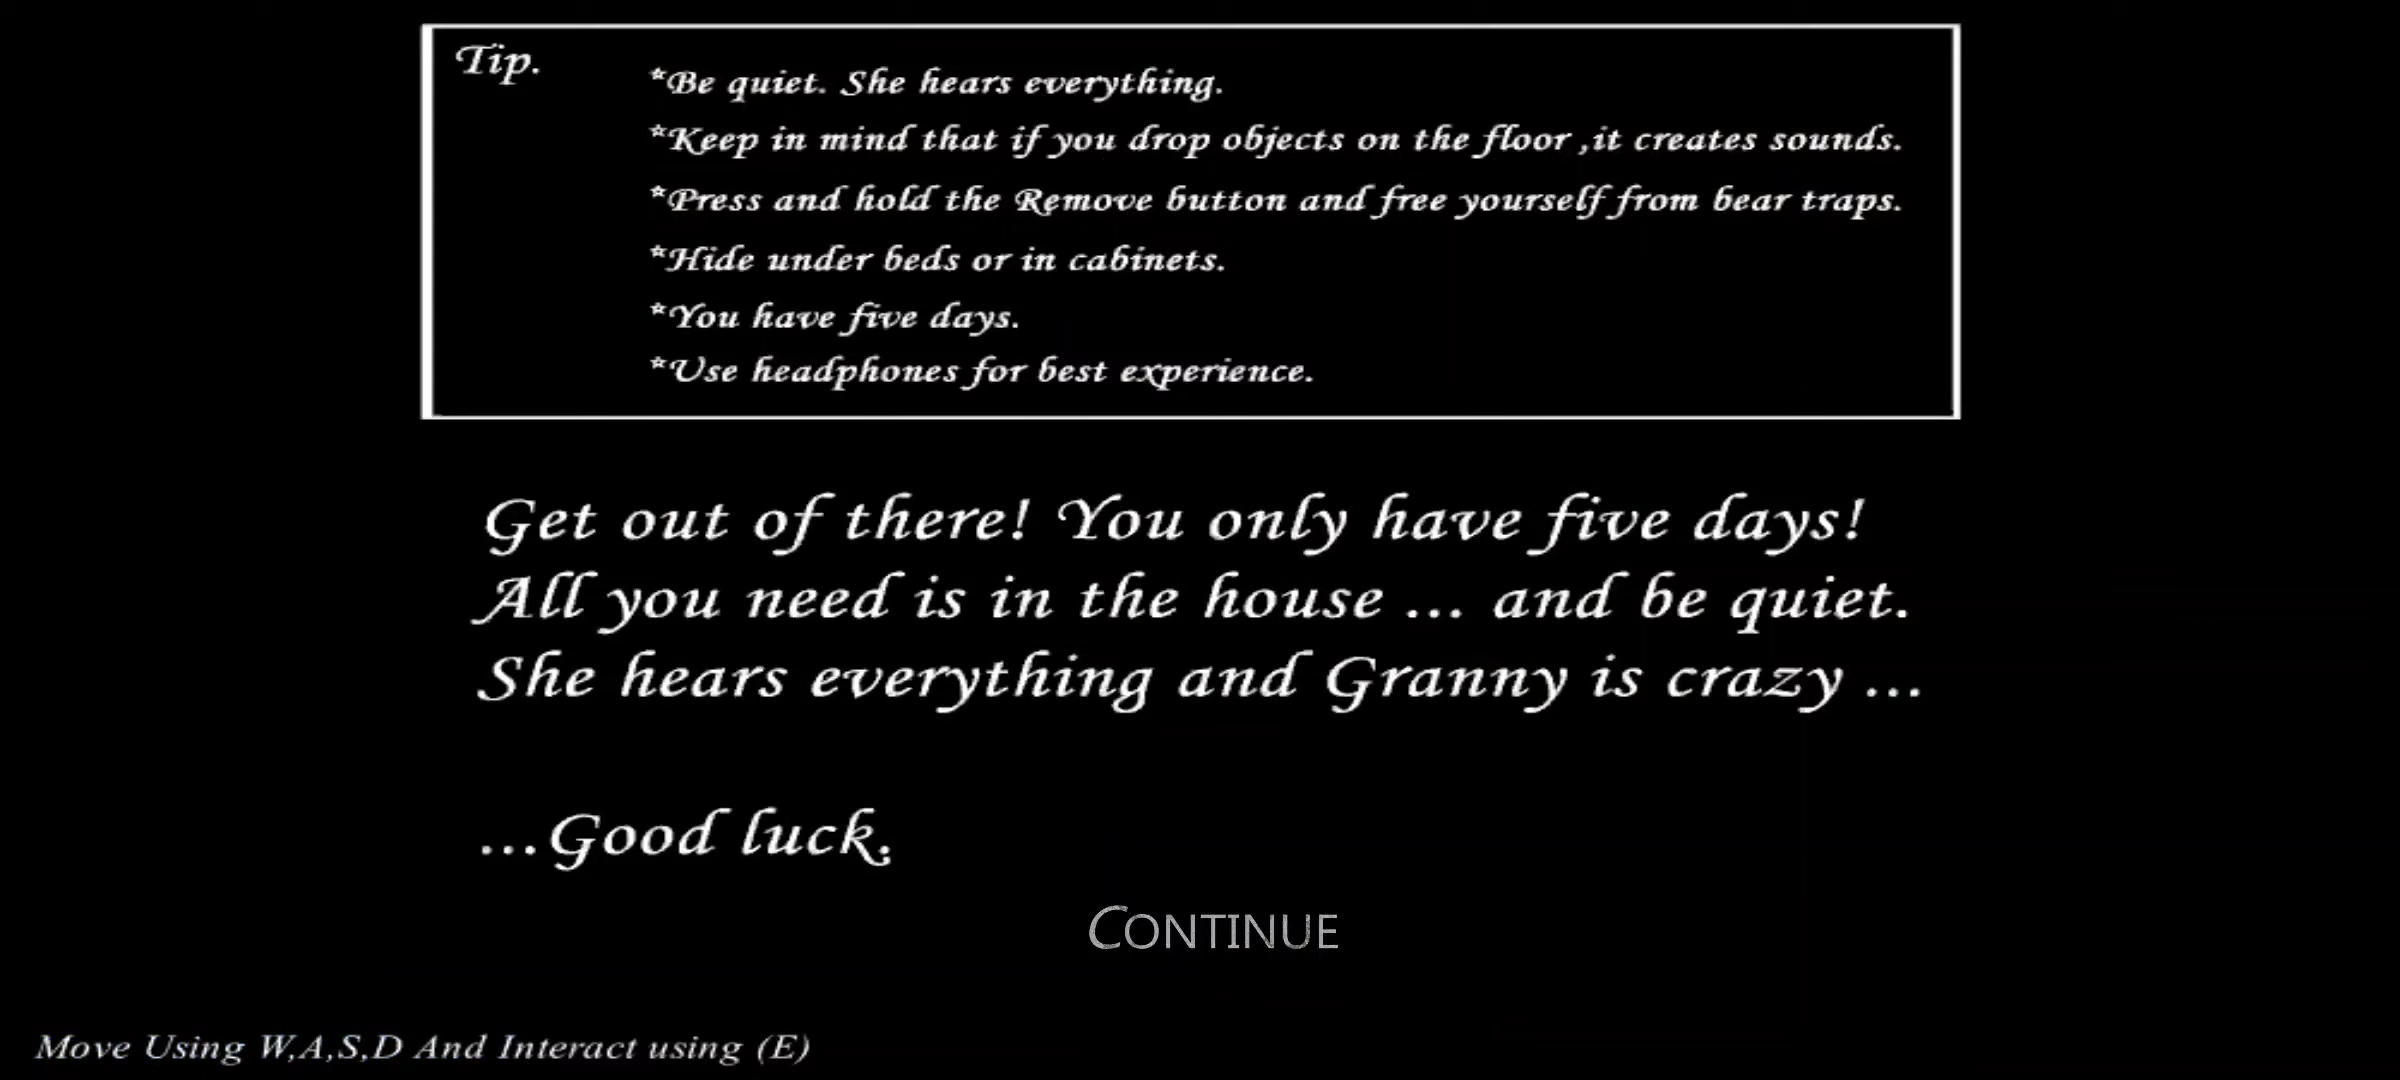 Tip.
*Be quiet. She hears everything.
*Keep in mind that if you drop objects on the floor ,it creates sounds.
*Press and hold the Remove button and free yourself from bear traps.
*Hide under beds or in cabinets.
*You have five days.
*Use headphones for best experience.
Get out of there! You only have five days!
All you need is in the house ... and be quiet.
She hears everything and Granny is crazy ...
...Good luck.
CONTINUE
Move Using W,A,S,D And Interact using (E)